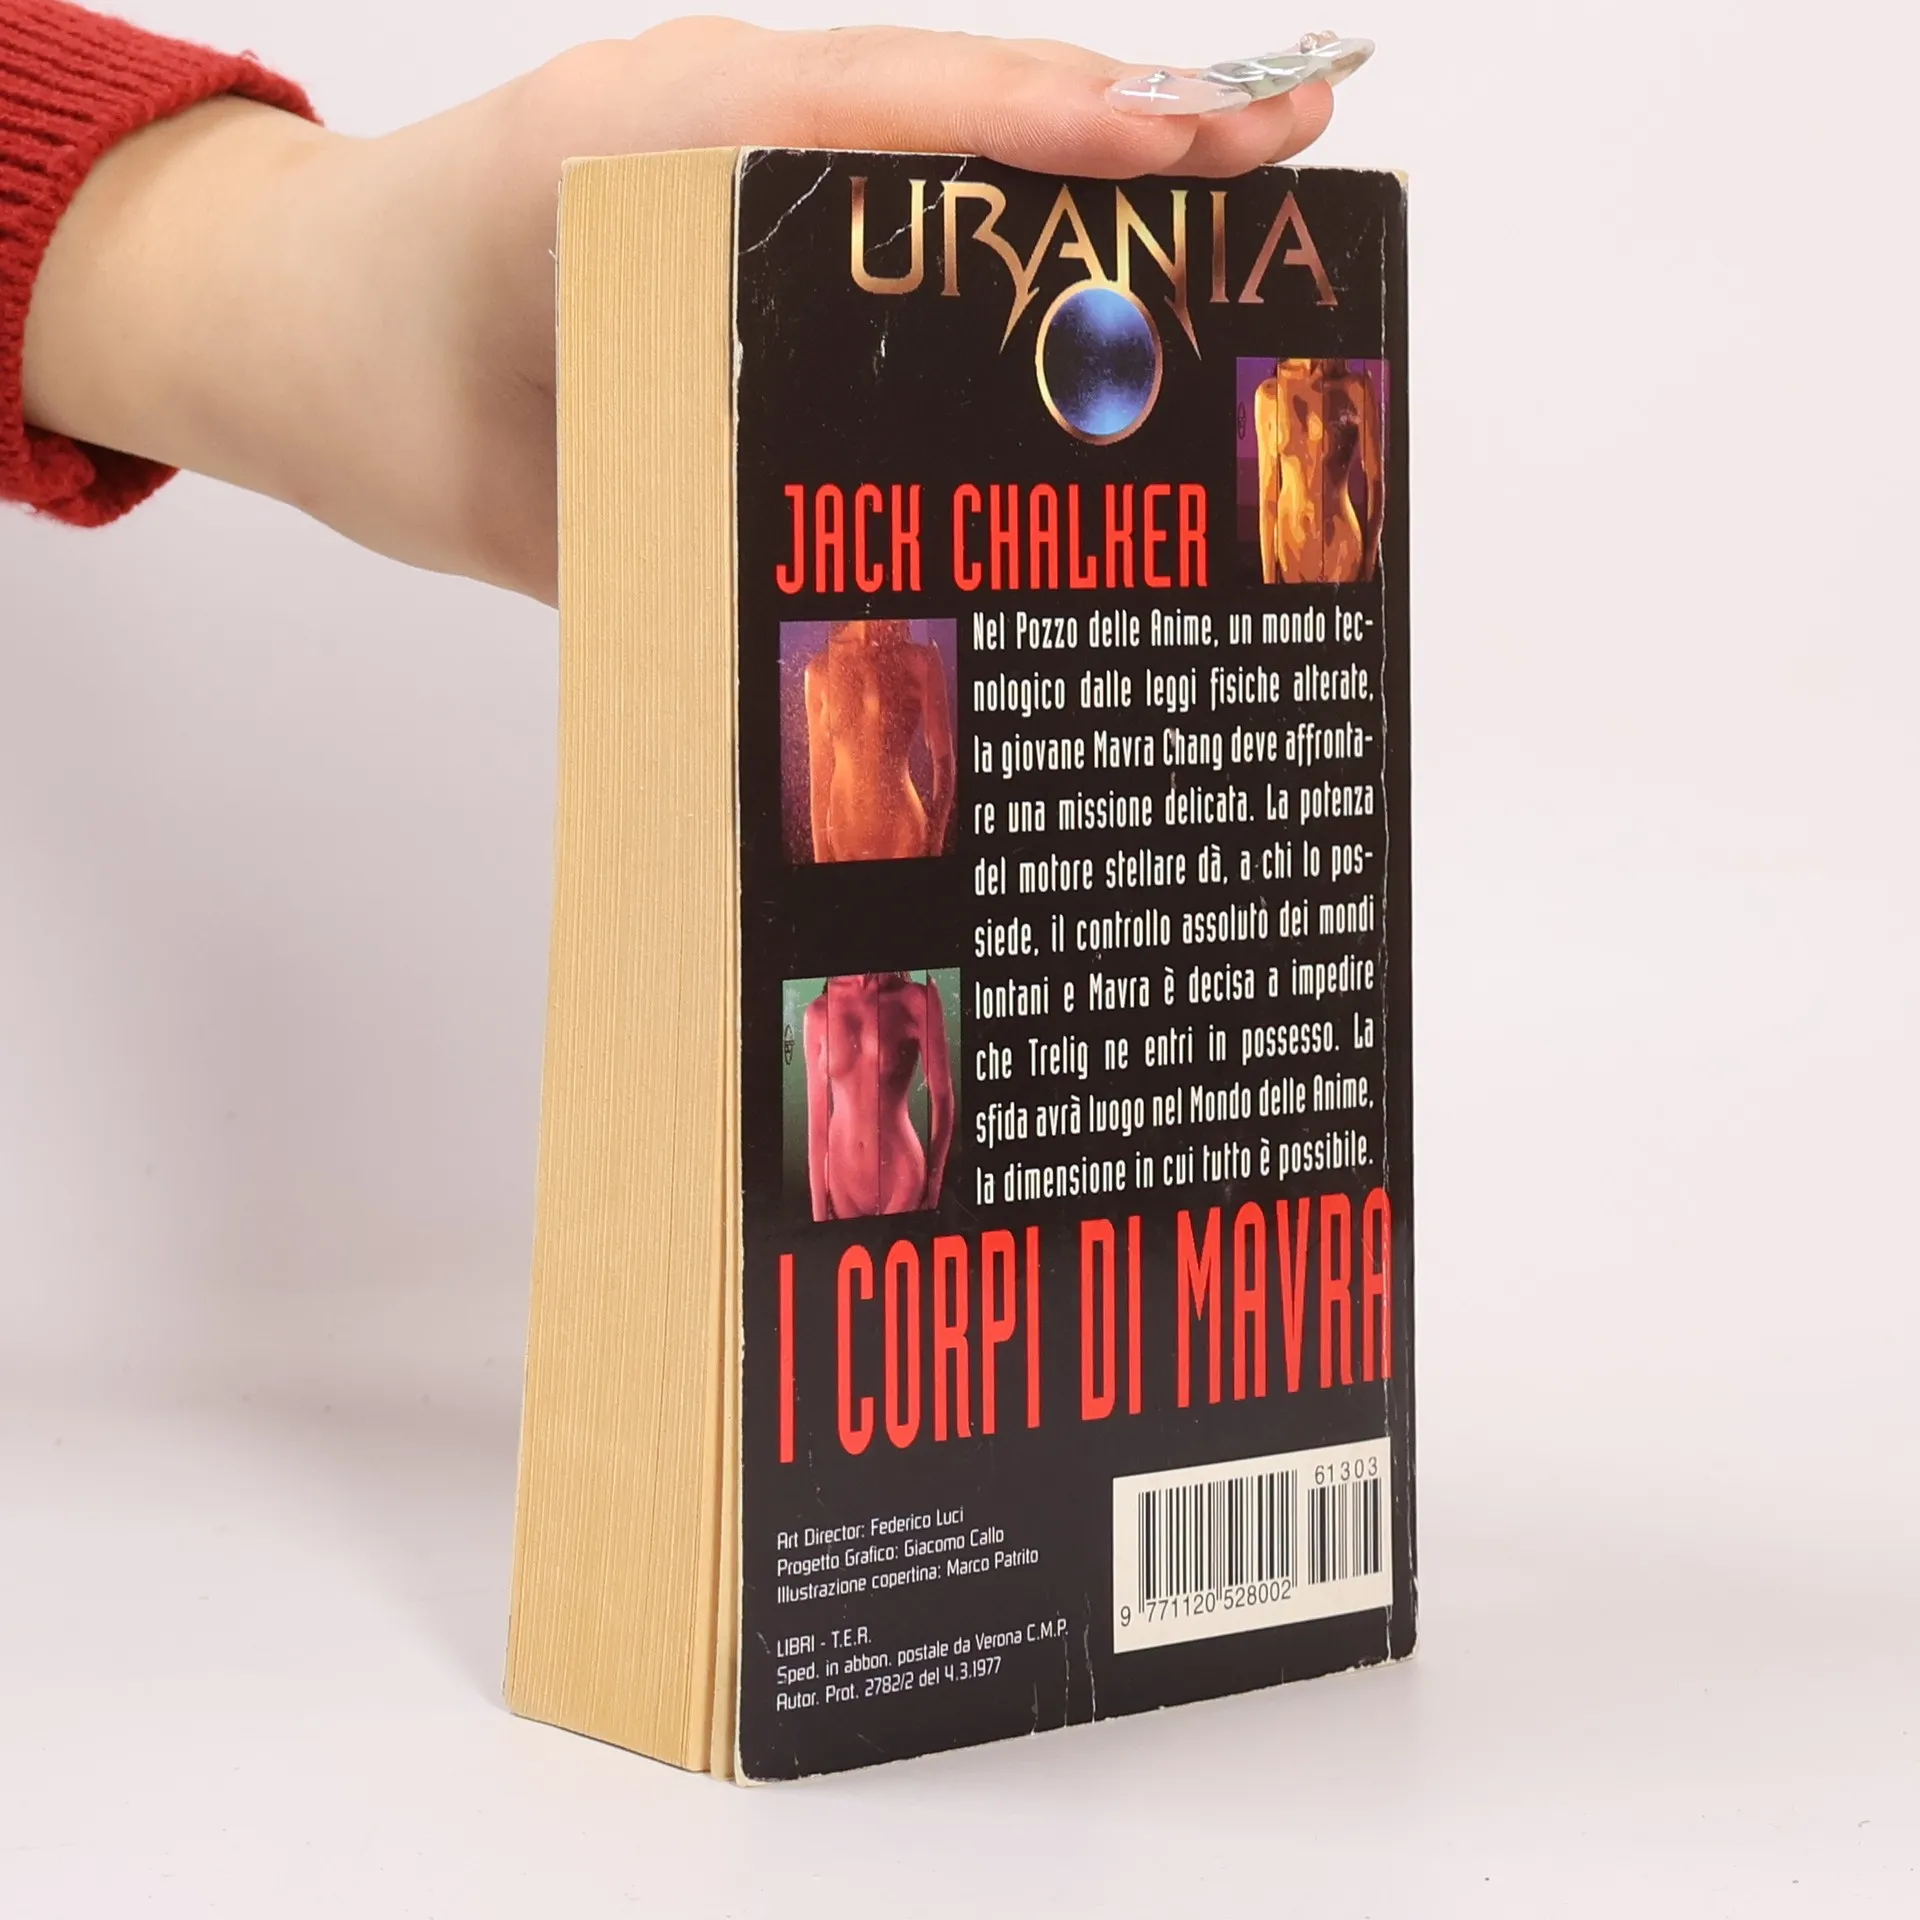 URANIA
JACK CHALKER
Nel Pozzo delle Anime, un mondo tec-
nologico dalle leggi fisiche alterate,
la giovane Mavra Chang deve affronta-
re una missione delicata. La potenza
del motore stellare dà, a chi lo pos-
siede, il controllo assoluto dei mondi
lontani e Mavra è decisa a impedire
che Trelig ne entri in possesso. La
sfida avrà luogo nel Mondo delle Anime,
la dimensione in cui tutto è possibile.
I CORPI DI MAVRA
Art Director: Federico Luci
Progetto Grafico: Giacomo Callo
Illustrazione copertina: Marco Patrito
LIBRI - T.E.R.
Sped. in abbon. postale da Verona C.M.P.
Autor. Prot. 2782/2 del 4.3.1977
61303
9 771120 528002